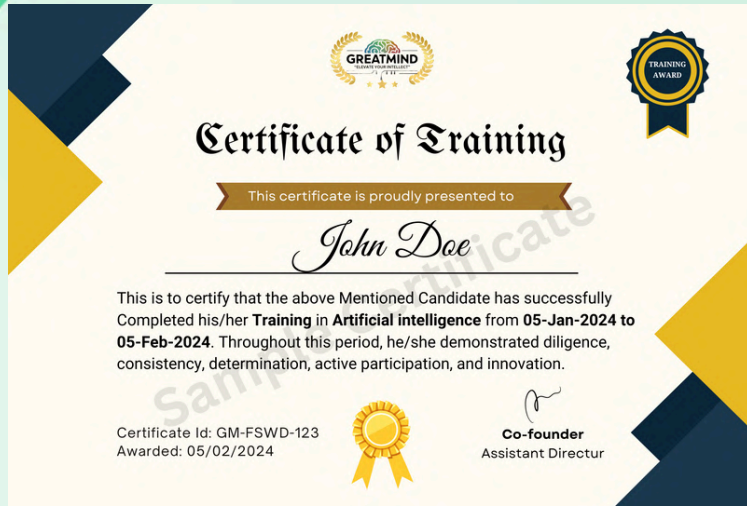 GREATMIND
"ELEVATE YOUR INTELLECT"
TRAINING
AWARD
Certificate of Training
This certificate is proudly presented to
John Doe
This is to certify that the above Mentioned Candidate has successfully
Completed his/her Training in Artificial intelligence from 05-Jan-2024 to
05-Feb-2024. Throughout this period, he/she demonstrated diligence,
consistency, determination, active participation, and innovation.
Sample Certificate
Certificate Id: GM-FSWD-123
Awarded: 05/02/2024
Co-founder
Assistant Directur